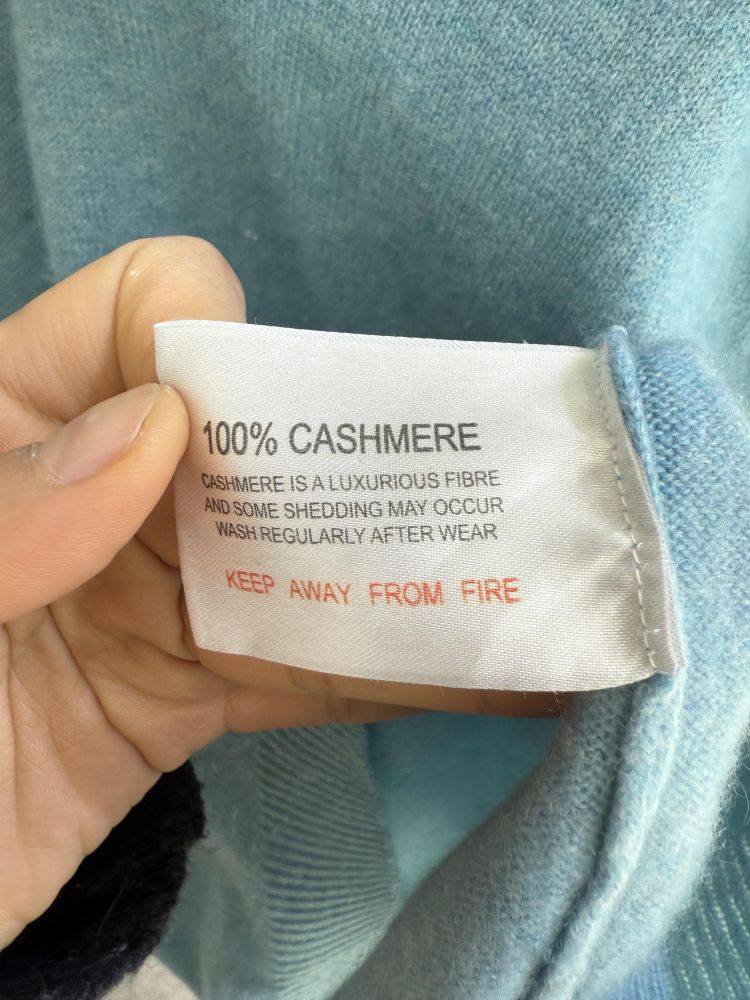 100% CASHMERE
CASHMERE IS A LUXURIOUS FIBRE
AND SOME SHEDDING MAY OCCUR
WASH REGULARLY AFTER WEAR
KEEP AWAY FROM FIRE